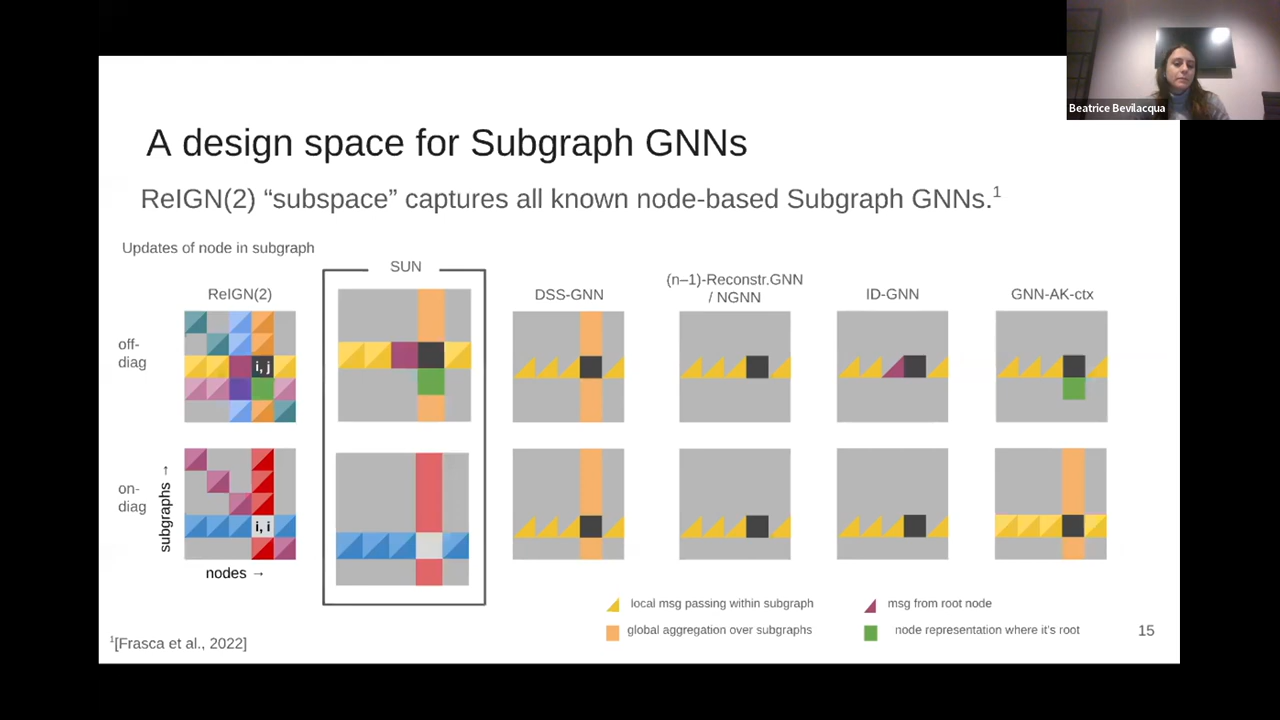 Beatrice Bevilacqua
A design space for Subgraph GNNs
ReIGN(2) “subspace” captures all known node-based Subgraph GNNs.1
Updates of node in subgraph
ReIGN(2)
SUN
DSS-GNN
(n–1)-Reconstr.GNN
/ NGNN
ID-GNN
GNN-AK-ctx
off-
diag
i, j
on-
diag
subgraphs →
i, i
nodes →
local msg passing within subgraph
msg from root node
global aggregation over subgraphs
node representation where it's root
1[Frasca et al., 2022]
15